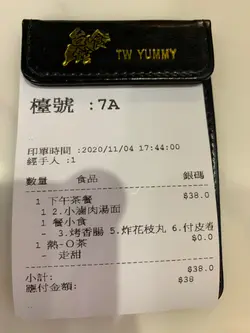 TW YUMMY
檯號 :7A
印單時間 :2020/11/04 17:44:00
經手人 :1
數量 食品 銀碼
1 下午茶餐 $38.0
1 2.小滷肉湯面
1 餐小食
- 3.烤香腸 5.炸花枝丸 6.付皮卷
1 熱-O茶 $0.0
- 走甜
小計: $38.0
應付金額: $38